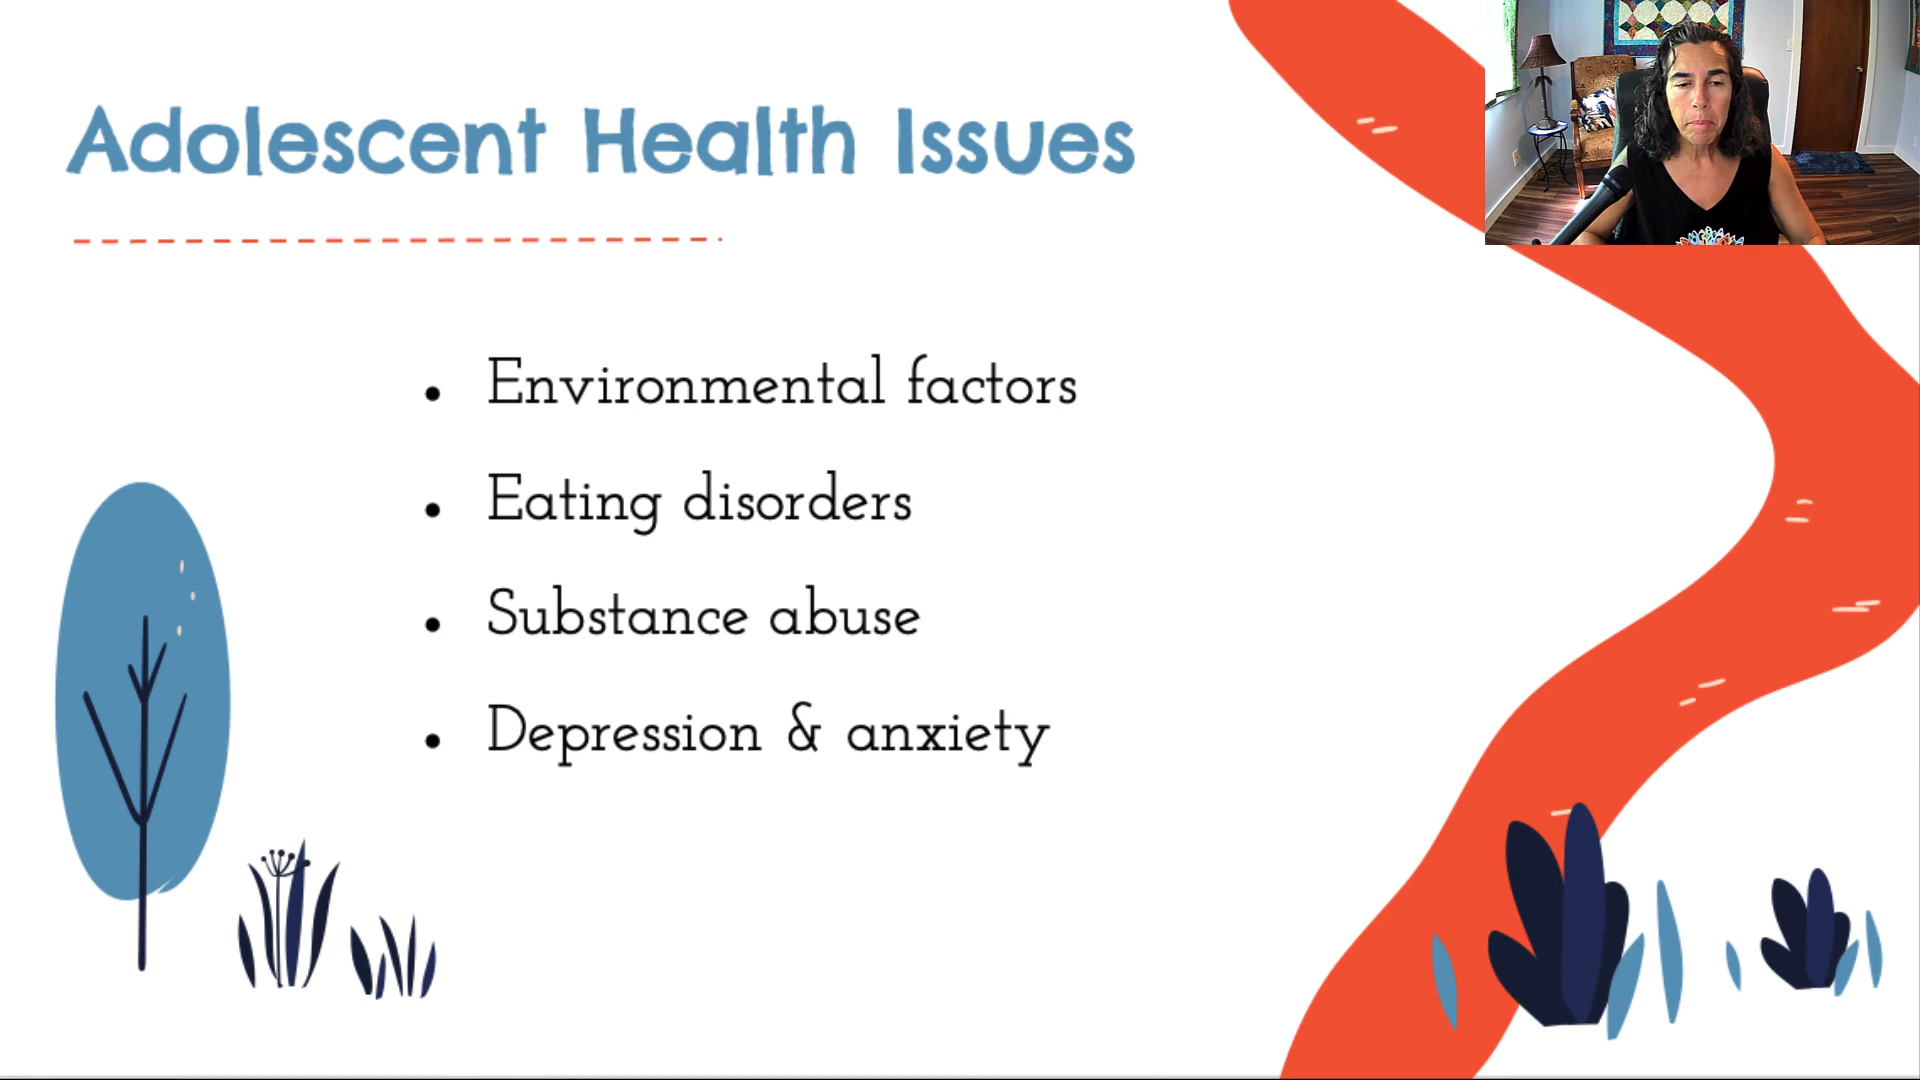 Adolescent Health Issues
• Environmental factors
• Eating disorders
• Substance abuse
• Depression & anxiety